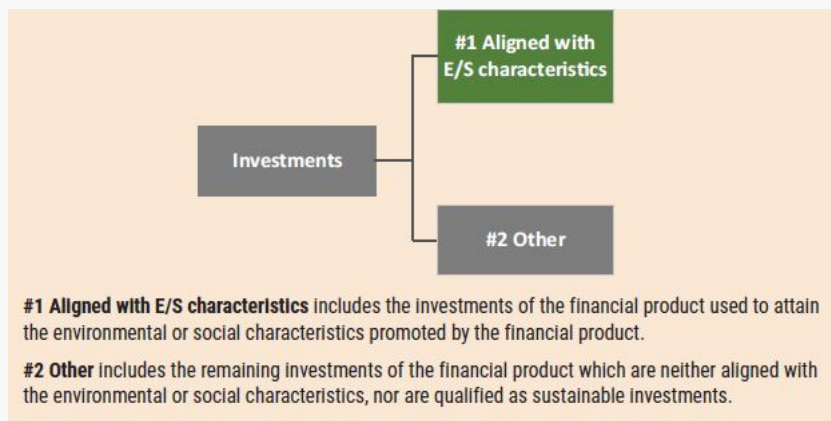 #1 Aligned with
E/S characteristics
Investments
#2 Other
#1 Aligned with E/S characteristics includes the investments of the financial product used to attain
the environmental or social characteristics promoted by the financial product.
#2 Other includes the remaining investments of the financial product which are neither aligned with
the environmental or social characteristics, nor are qualified as sustainable investments.